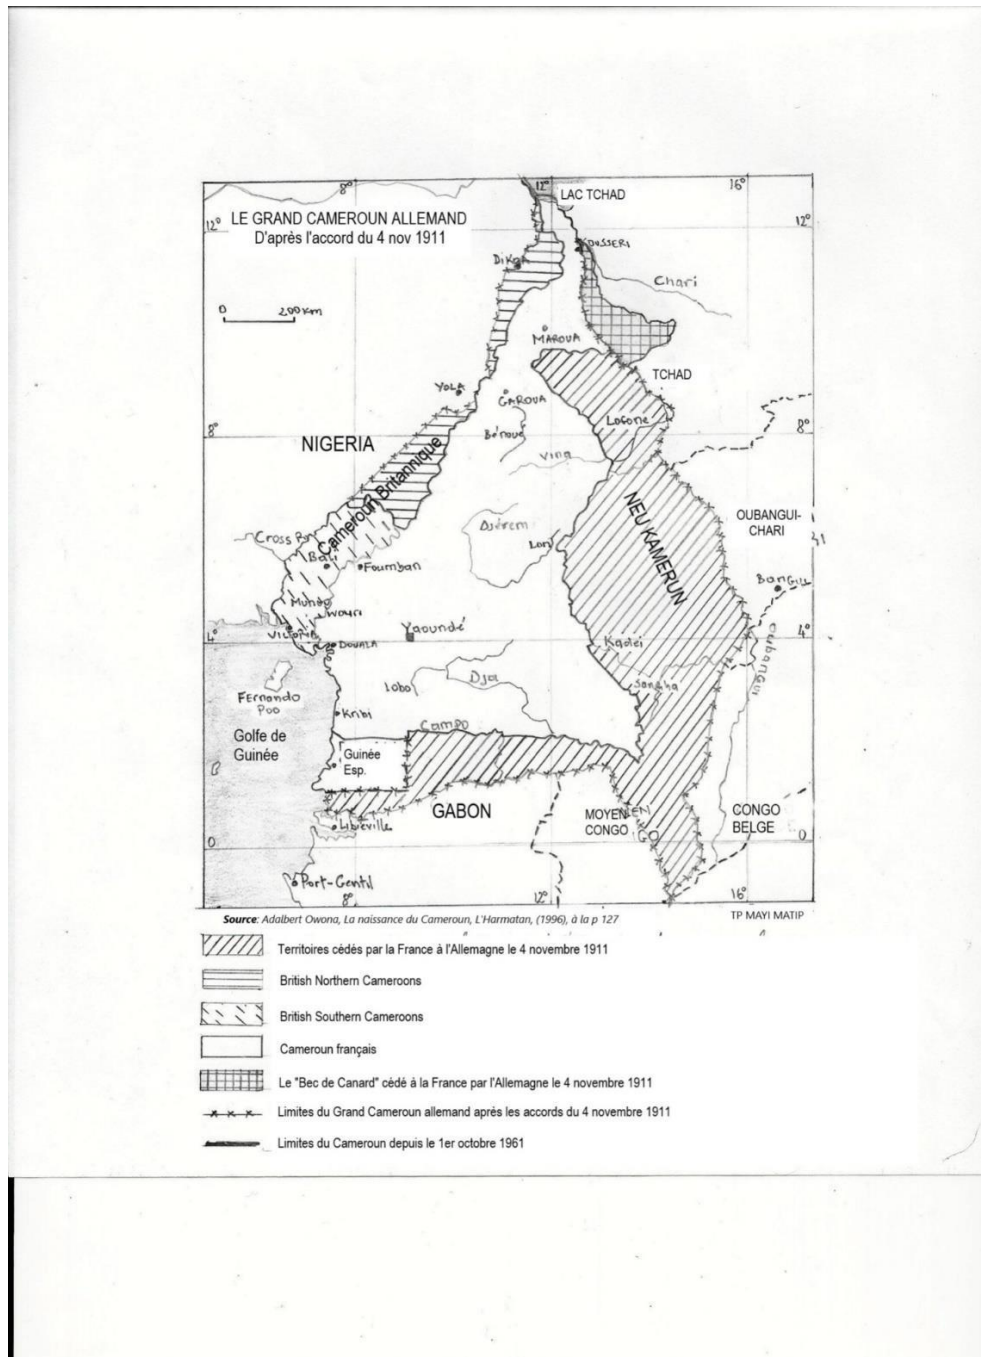 8°
12°
16°
LAC TCHAD
12°
LE GRAND CAMEROUN ALLEMAND
12°
D'après l'accord du 4 nov 1911
KOUSSERI
DIKOA
Chari
0 200 Km
MAROUA
TCHAD
YOLA
GAROUA
Logone
8°
NIGERIA
Bénoué
8°
Vina
Cameroun Britannique
NEU KAMERUN
OUBANGUI-
CHARI
Djérem
Cross R
Lom
Bali
Foumban
BANGUI
Mungo
Wouri
Yaoundé
VICTORIA
4°
4°
DOUALA
Kadéi
OUBANGUI
Sangha
Lobo
Dja
FERNANDO
POO
Kribi
CAMPO
Golfe de
Guinée
Guinée
Esp.
GABON
MOYEN
CONGO
CONGO
BELGE
Libreville
0
0
Port-Gentil
8°
12°
16°
Source: Adalbert Owona, La naissance du Cameroun, L'Harmatan, (1996), à la p 127
TP MAYI MATIP
Territoires cédés par la France à l'Allemagne le 4 novembre 1911
British Northern Cameroons
British Southern Cameroons
Cameroun français
Le "Bec de Canard" cédé à la France par l'Allemagne le 4 novembre 1911
Limites du Grand Cameroun allemand après les accords du 4 novembre 1911
Limites du Cameroun depuis le 1er octobre 1961